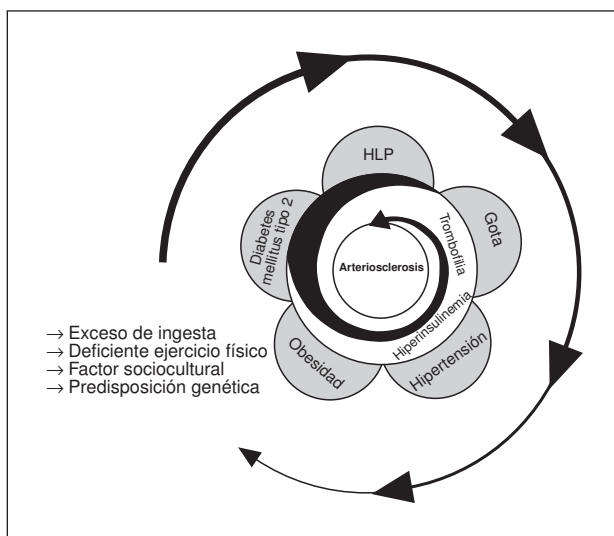 HLP
Diabetes
mellitus tipo 2
Gota
Trombofilia
Arteriosclerosis
Hiperinsulinemia
Obesidad
Hipertensión
→ Exceso de ingesta
→ Deficiente ejercicio físico
→ Factor sociocultural
→ Predisposición genética